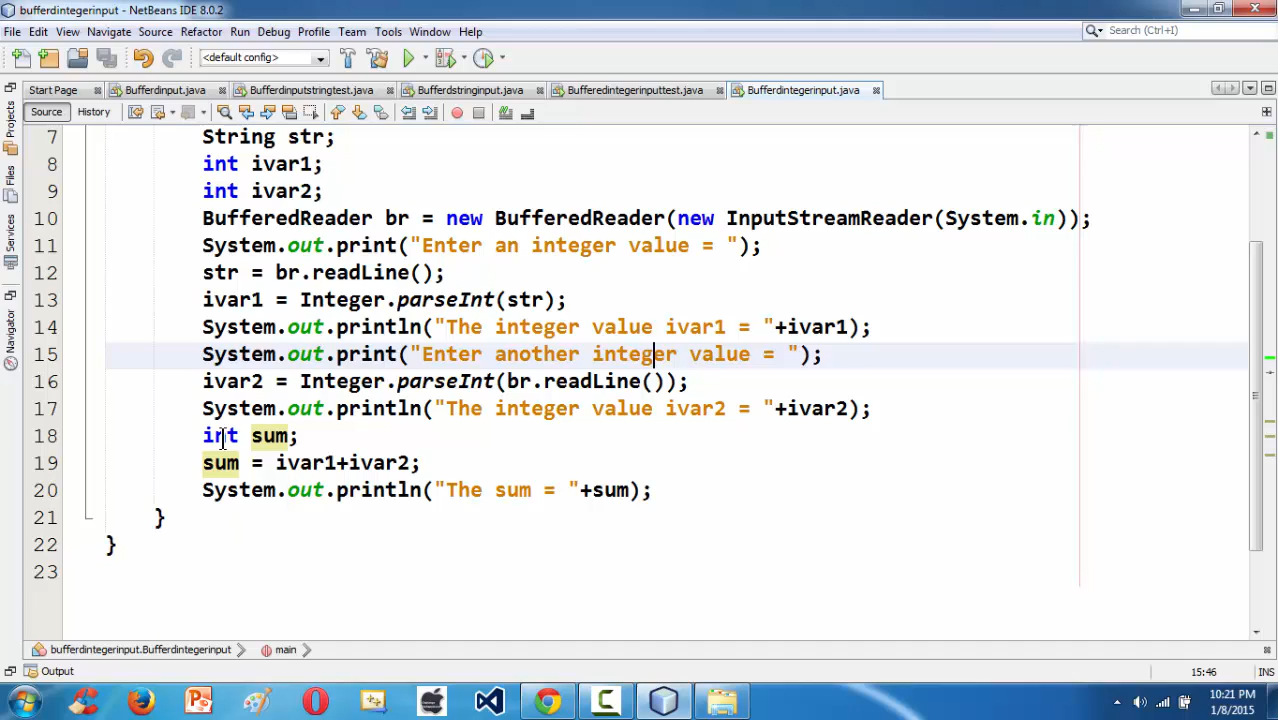 bufferdintegerinput - NetBeans IDE 8.0.2
File Edit View Navigate Source Refactor Run Debug Profile Team Tools Window Help
Search (Ctrl+I)
<default config>
Start Page Bufferdinput.java Bufferdinputstringtest.java Bufferdstringinput.java Bufferedintegerinputtest.java Bufferdintegerinput.java
Source History
Projects
Files
Services
Navigator
7 String str;
8 int ivar1;
9 int ivar2;
10 BufferedReader br = new BufferedReader(new InputStreamReader(System.in));
11 System.out.print("Enter an integer value = ");
12 str = br.readLine();
13 ivar1 = Integer.parseInt(str);
14 System.out.println("The integer value ivar1 = "+ivar1);
15 System.out.print("Enter another integer value = ");
16 ivar2 = Integer.parseInt(br.readLine());
17 System.out.println("The integer value ivar2 = "+ivar2);
18 int sum;
19 sum = ivar1+ivar2;
20 System.out.println("The sum = "+sum);
21 }
22 }
23
bufferdintegerinput.Bufferdintegerinput main
Output
15:46 INS
10:21 PM
1/8/2015